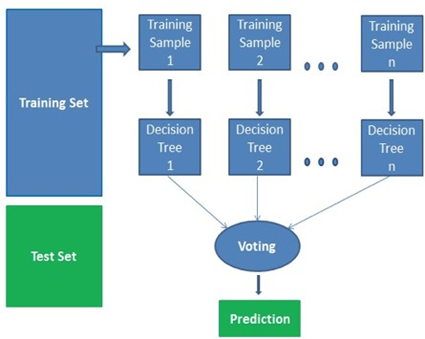 Training Set
Training
Sample
1
Training
Sample
2
Training
Sample
n
Decision
Tree
1
Decision
Tree
2
Decision
Tree
n
Test Set
Voting
Prediction